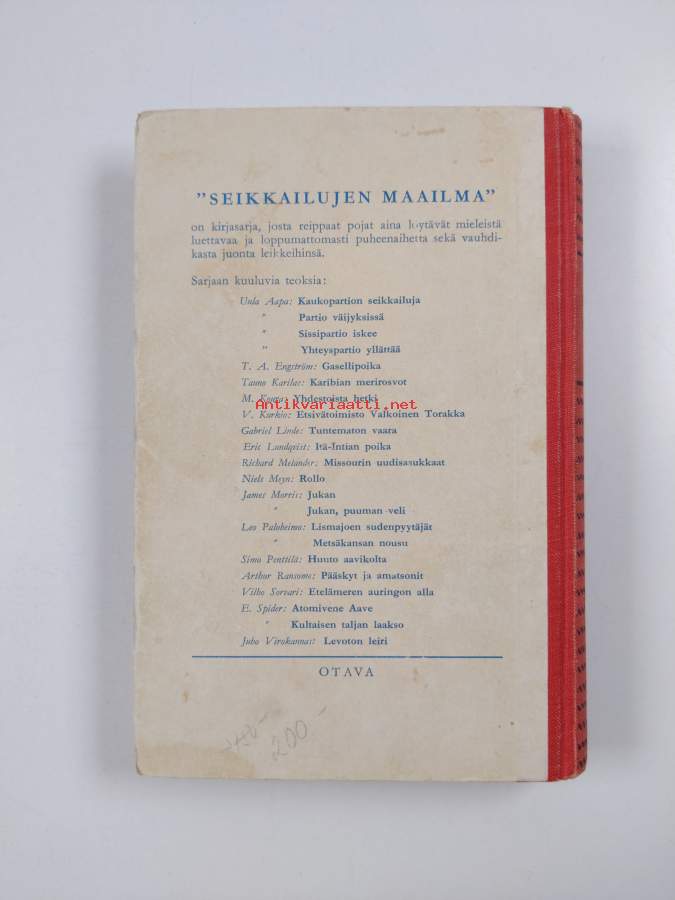 "SEIKKAILUJEN MAAILMA"
on kirjasarja, josta reippaat pojat aina löytävät mieleistä
luettavaa ja loppumattomasti puheenaihetta sekä vauhdi-
kasta juonta leikkeihinsä.
Sarjaan kuuluvia teoksia:
Uula Aapa: Kaukopartion seikkailuja
" Partio väijyksissä
" Sissipartio iskee
" Yhteyspartio yllättää
T. A. Engström: Gasellipoika
Tauno Karilas: Karibian merirosvot
M. Yhdestoista hetki
Antikvariaatti.net
V. Kurkio: Etsivätoimisto Valkoinen Torakka
Gabriel Linde: Tuntematon vaara
Eric Lundqvist: Itä-Intian poika
Richard Melander: Missourin uudisasukkaat
Niels Meyn: Rollo
James Morris: Jukan
" Jukan, puuman veli
Leo Paloheimo: Lismajoen sudenpyytäjät
" Metsäkansan nousu
Simo Penttilä: Huuto aavikolta
Arthur Ransome: Pääskyt ja amatsonit
Vilho Sorvari: Etelämeren auringon alla
E. Spider: Atomivene Aave
" Kultaisen taljan laakso
Juho Virokannas: Levoton leiri
OTAVA
200-